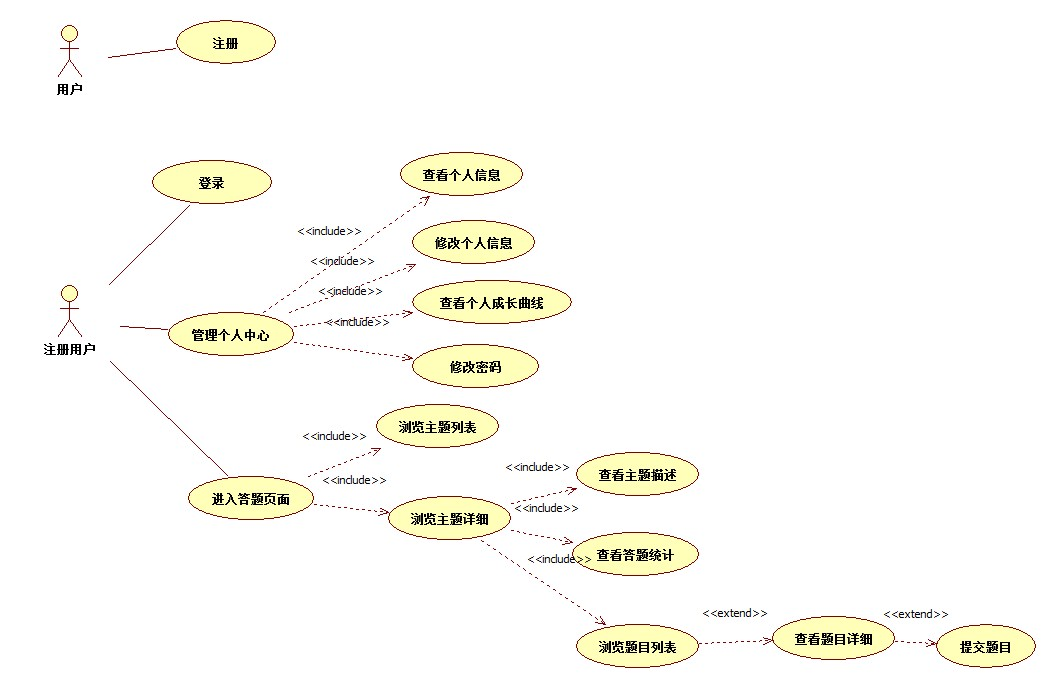 注册
用户
查看个人信息
登录
<<include>>
修改个人信息
<<include>>
<<include>>
查看个人成长曲线
<<include>>
管理个人中心
注册用户
修改密码
浏览主题列表
<<include>>
<<include>>
<<include>>
查看主题描述
进入答题页面
<<include>>
浏览主题详细
<<include>>
查看答题统计
<<extend>>
<<extend>>
浏览题目列表
查看题目详细
提交题目